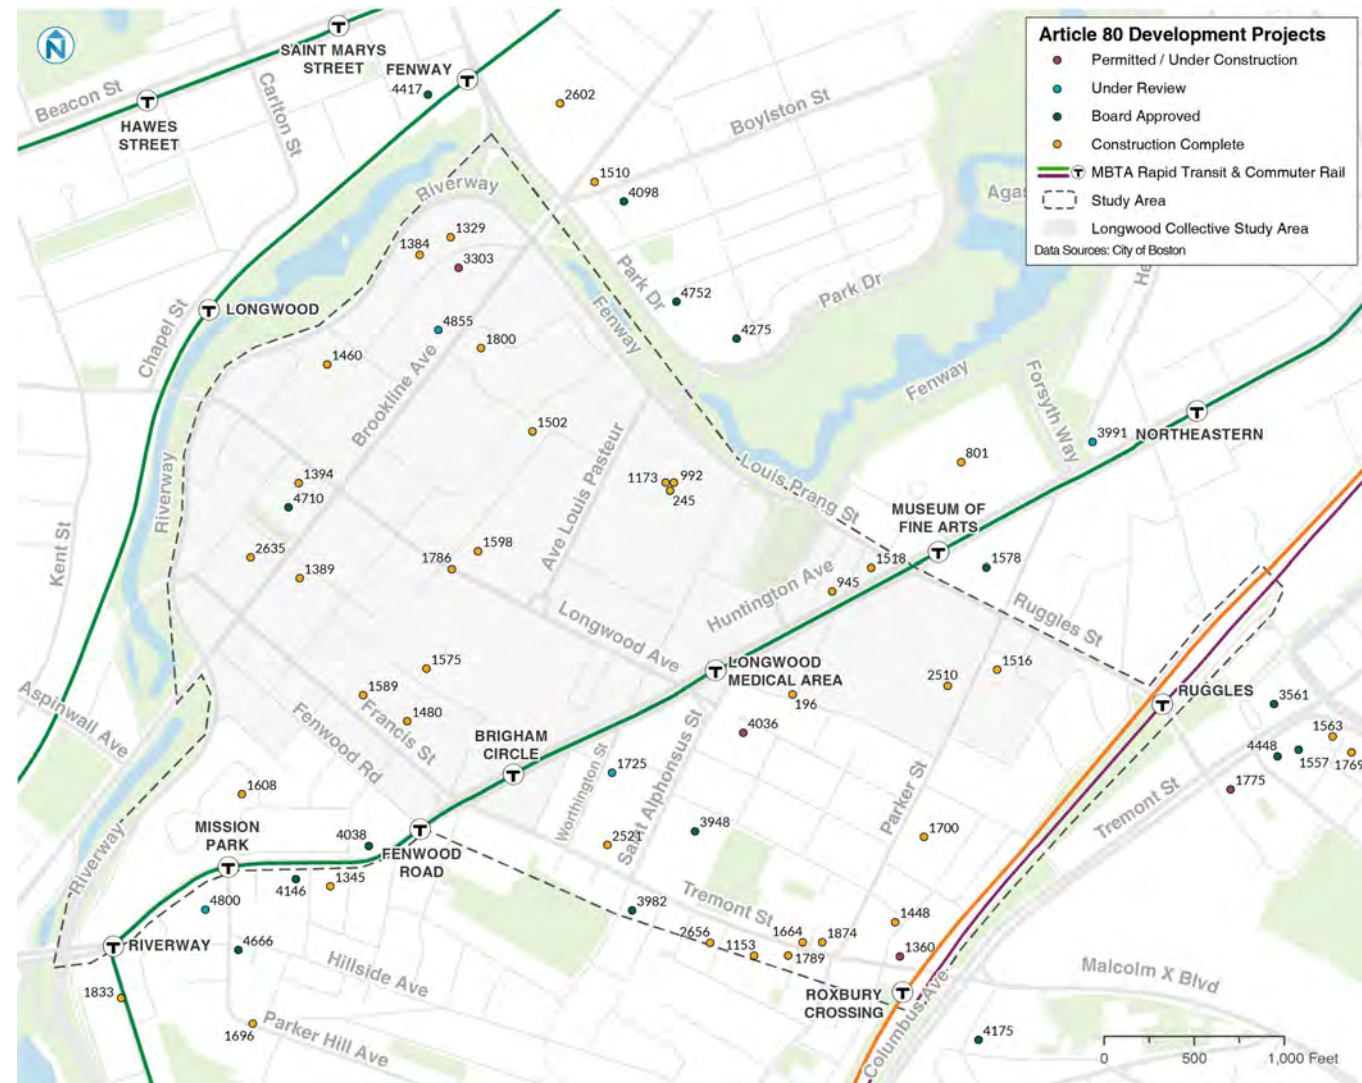 N
SAINT MARYS
STREET
FENWAY
4417
2602
Beacon St
HAWES
STREET
Carlton St
Boylston St
Article 80 Development Projects
Permitted / Under Construction
Under Review
Board Approved
Construction Complete
T MBTA Rapid Transit & Commuter Rail
Study Area
Longwood Collective Study Area
Data Sources: City of Boston
Agas
He
1510
4098
Riverway
1329
1384
3303
Park Dr
Park Dr
4752
4275
Fenway
Fenway
T LONGWOOD
Chapel St
4855
1800
1460
Brookline Ave
1502
Forsyth Way
T
NORTHEASTERN
3991
801
Louis Prang St
1173
992
245
Ave Louis Pasteur
1394
4710
Riverway
Kent St
2635
1389
1786
1598
MUSEUM OF
FINE ARTS
1518
945
1578
Huntington Ave
Ruggles St
Longwood Ave
LONGWOOD
MEDICAL AREA
196
2510
1516
RUGGLES
3561
1563
4448
1557
1769
1775
Tremont St
1575
1589
1480
Francis St
Fenwood Rd
Aspinwall Ave
BRIGHAM
CIRCLE
4036
1725
Worthington St
Saint Alphonsus St
Parker St
1608
MISSION
PARK
4038
FENWOOD
ROAD
2521
3948
1700
4146
1345
4800
Riverway
T RIVERWAY
4666
3982
Tremont St
2656
1153
1664
1789
1874
1448
1360
Hillside Ave
1833
1696
Parker Hill Ave
ROXBURY
CROSSING
Columbus Ave
Malcolm X Blvd
4175
0 500 1,000 Feet